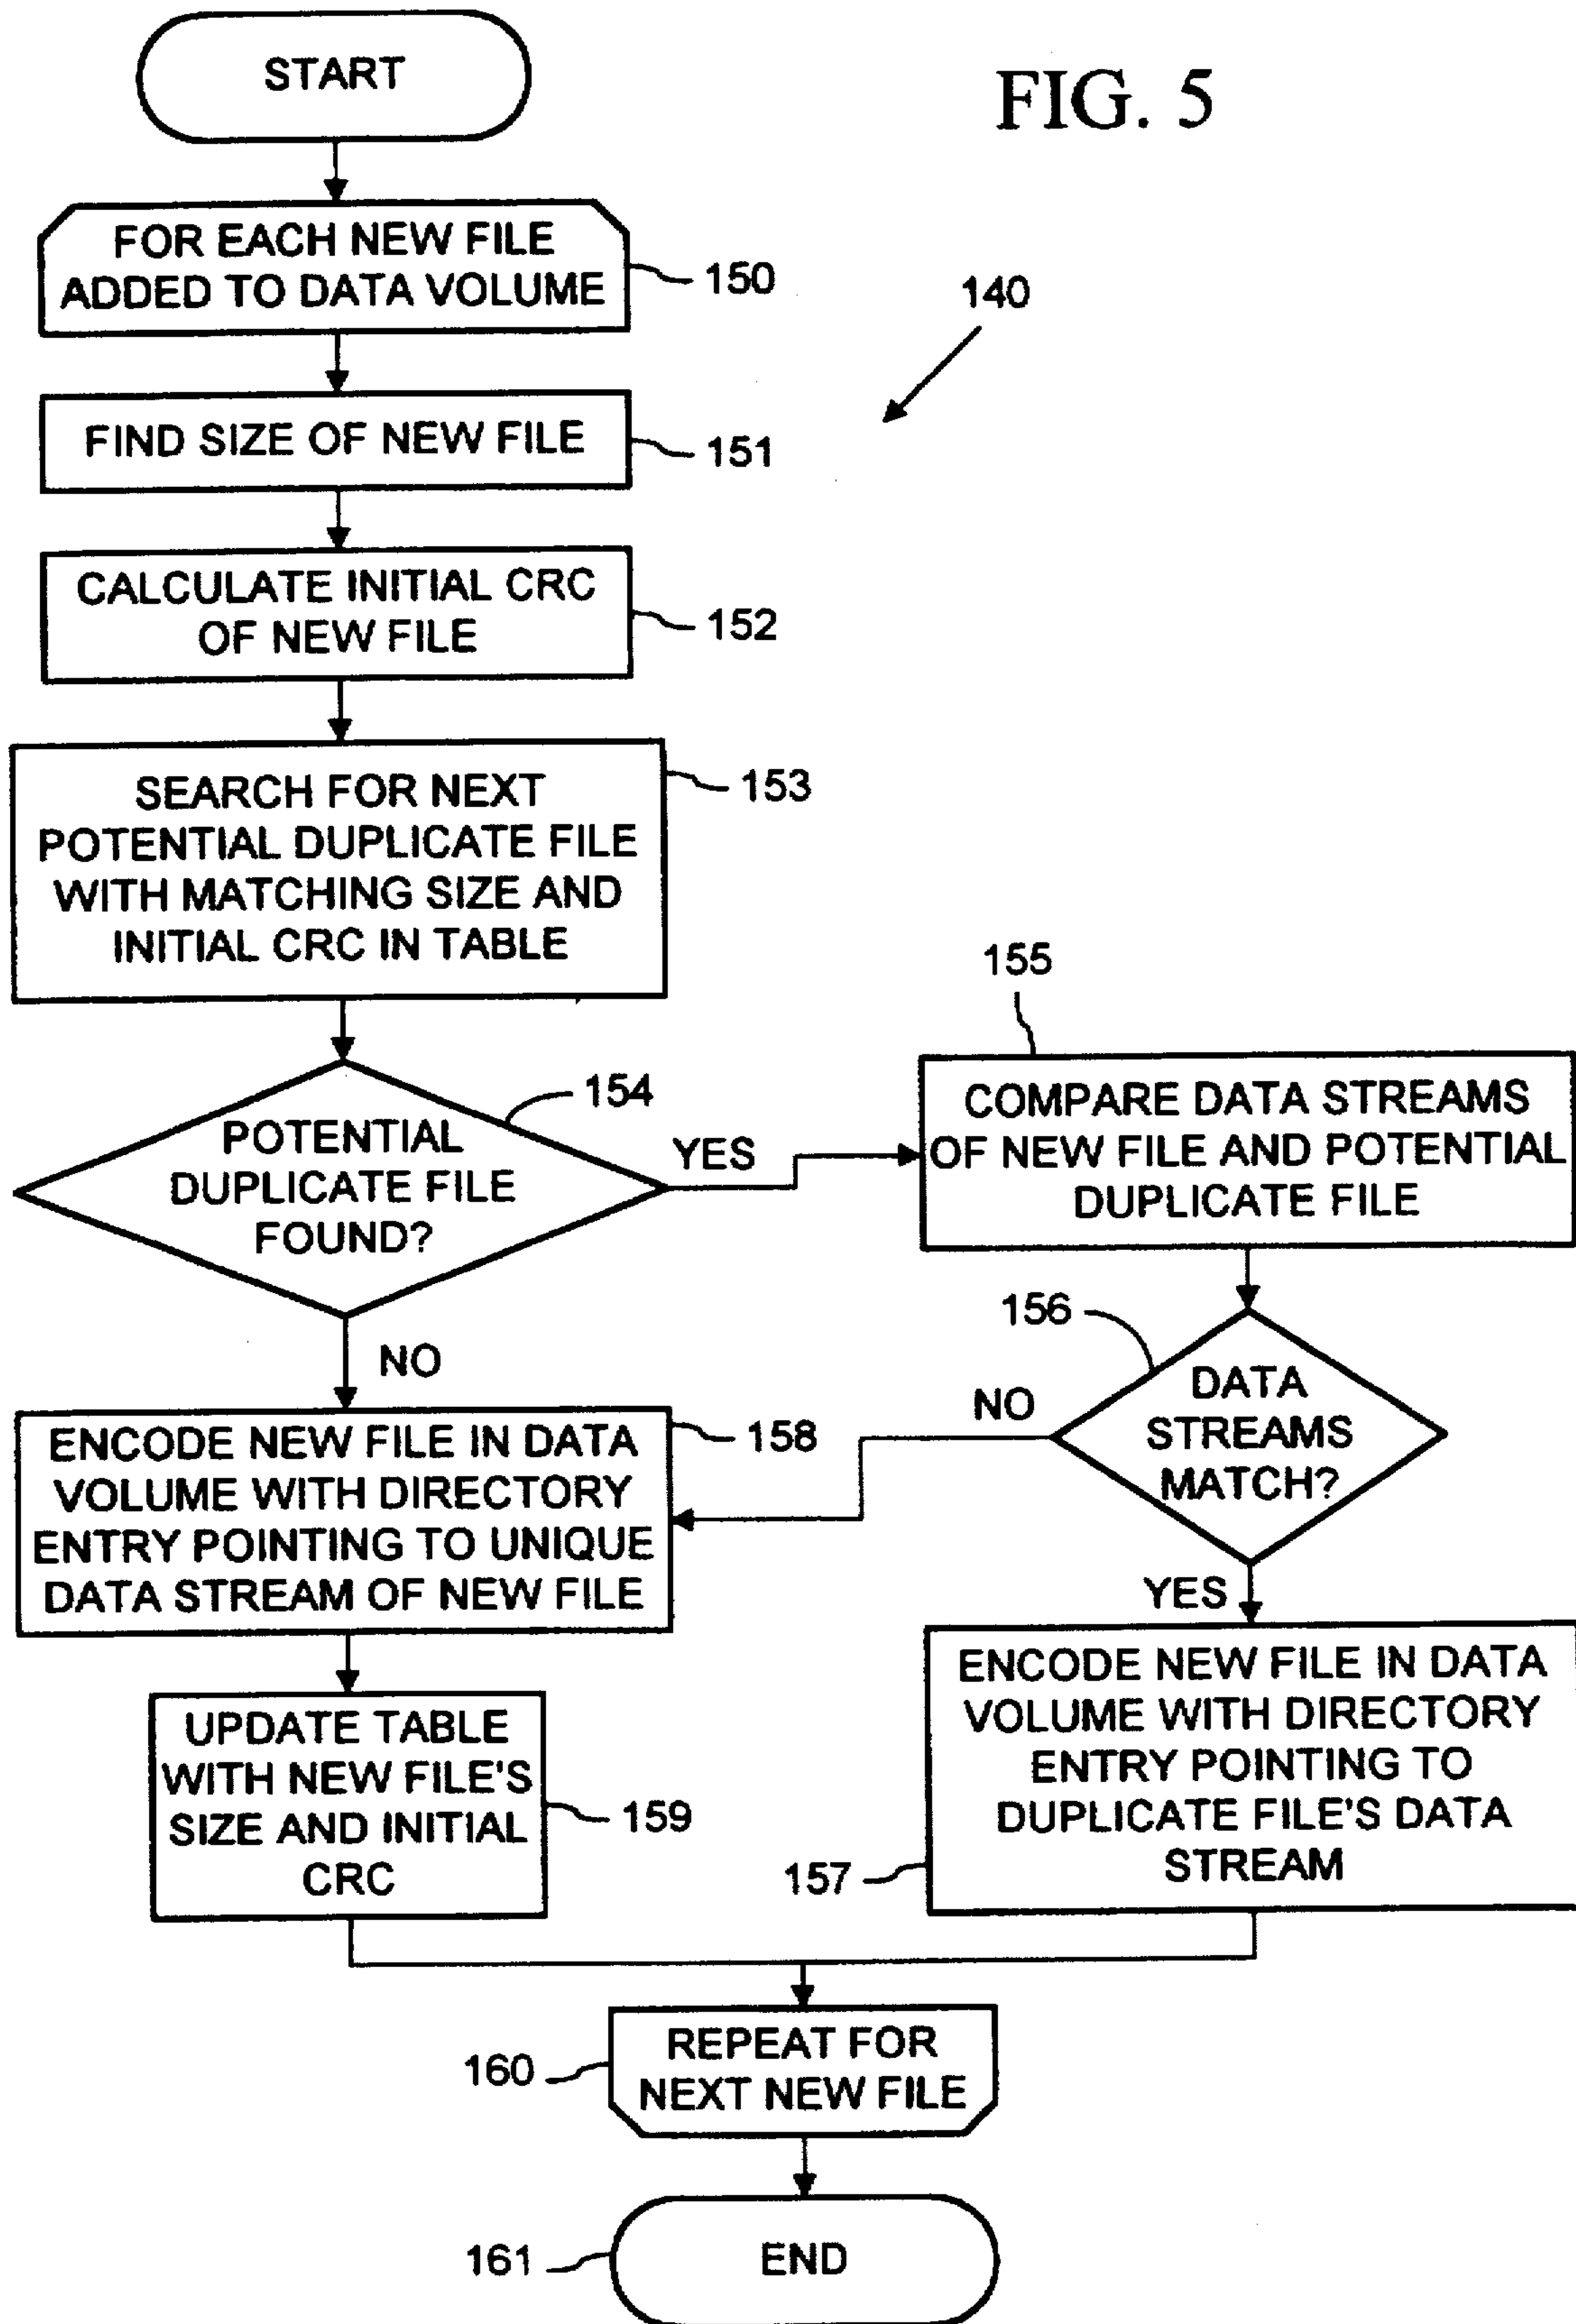 FIG. 5
START
FOR EACH NEW FILE
ADDED TO DATA VOLUME
150
140
FIND SIZE OF NEW FILE
151
CALCULATE INITIAL CRC
OF NEW FILE
152
SEARCH FOR NEXT
POTENTIAL DUPLICATE FILE
WITH MATCHING SIZE AND
INITIAL CRC IN TABLE
153
POTENTIAL
DUPLICATE FILE
FOUND?
154
YES
NO
155
COMPARE DATA STREAMS
OF NEW FILE AND POTENTIAL
DUPLICATE FILE
156
DATA
STREAMS
MATCH?
NO
YES
ENCODE NEW FILE IN DATA
VOLUME WITH DIRECTORY
ENTRY POINTING TO UNIQUE
DATA STREAM OF NEW FILE
158
UPDATE TABLE
WITH NEW FILE'S
SIZE AND INITIAL
CRC
159
ENCODE NEW FILE IN DATA
VOLUME WITH DIRECTORY
ENTRY POINTING TO
DUPLICATE FILE'S DATA
STREAM
157
REPEAT FOR
NEXT NEW FILE
160
END
161